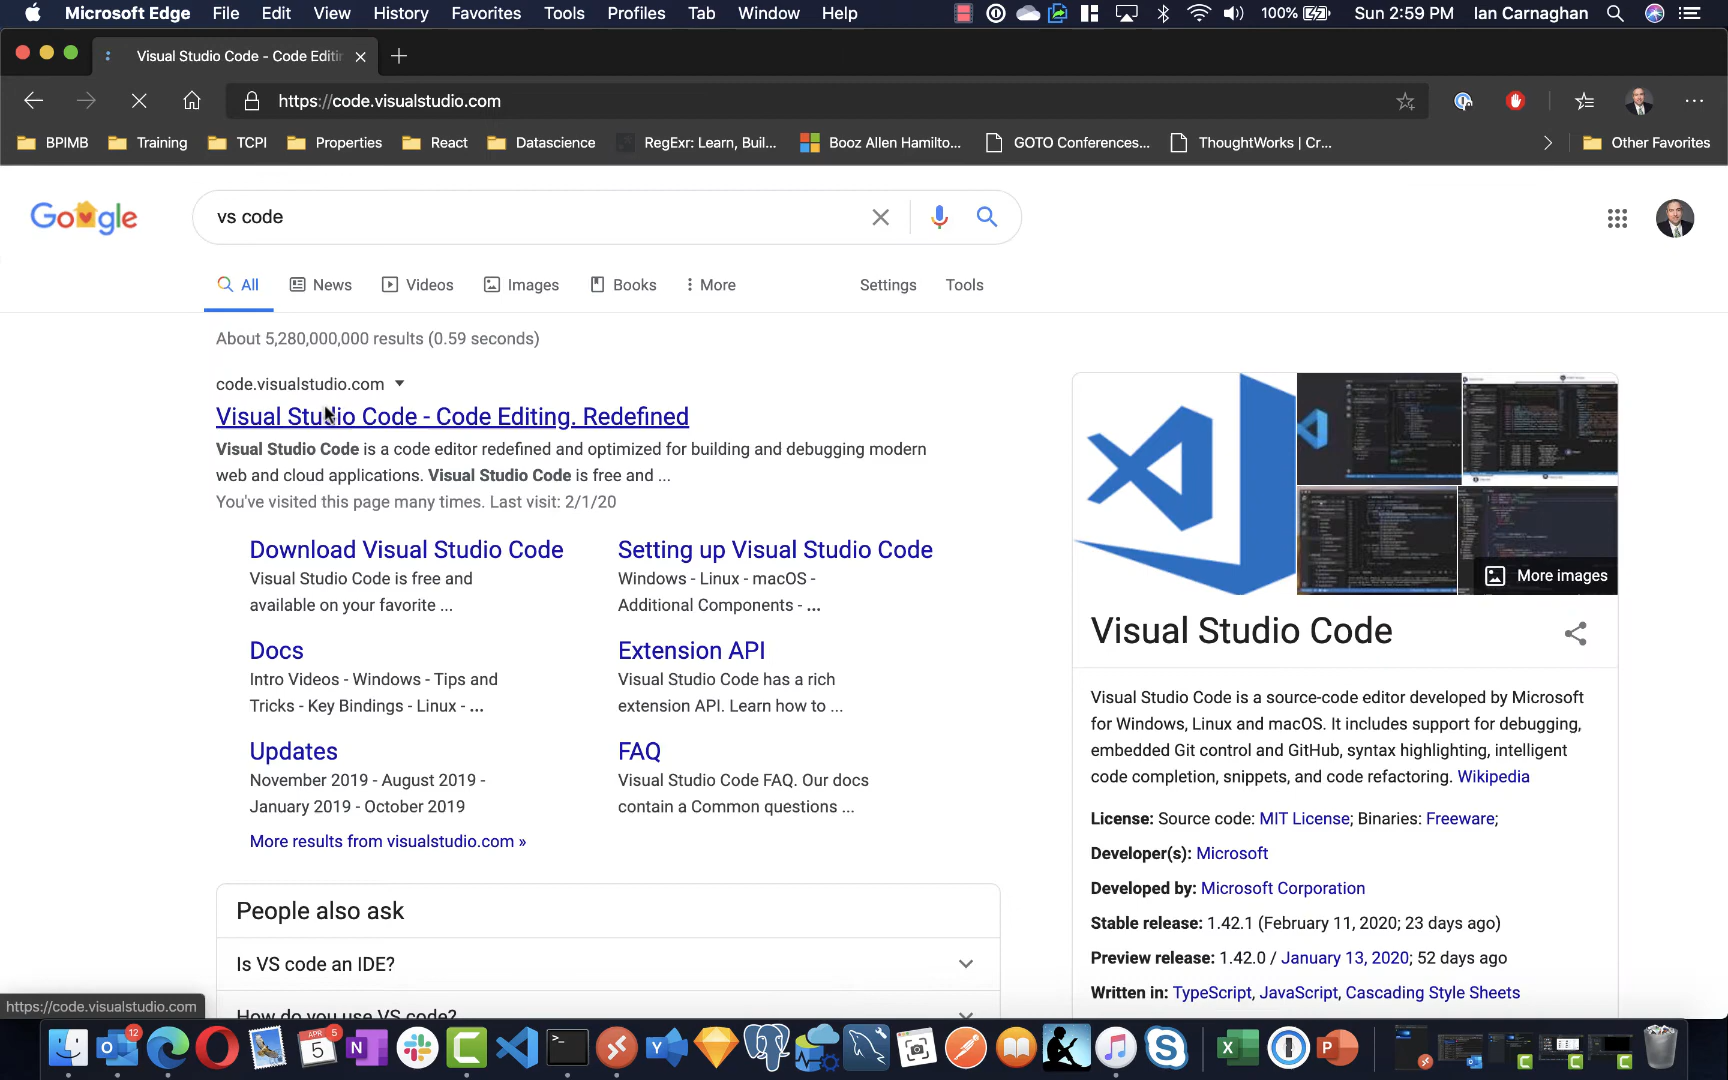 Microsoft Edge File Edit View History Favorites Tools Profiles Tab Window Help 100% Sun 2:59 PM Ian Carnaghan
Visual Studio Code - Code Editi
https://code.visualstudio.com
BPIMB Training TCPI Properties React Datascience RegExr: Learn, Buil... Booz Allen Hamilto... GOTO Conferences... ThoughtWorks | Cr... Other Favorites
Google
vs code
All News Videos Images Books More Settings Tools
About 5,280,000,000 results (0.59 seconds)
code.visualstudio.com
Visual Studio Code - Code Editing. Redefined
Visual Studio Code is a code editor redefined and optimized for building and debugging modern
web and cloud applications. Visual Studio Code is free and ...
You've visited this page many times. Last visit: 2/1/20
Download Visual Studio Code
Visual Studio Code is free and
available on your favorite ...
Setting up Visual Studio Code
Windows - Linux - macOS -
Additional Components - ...
Docs
Intro Videos - Windows - Tips and
Tricks - Key Bindings - Linux - ...
Extension API
Visual Studio Code has a rich
extension API. Learn how to ...
Updates
November 2019 - August 2019 -
January 2019 - October 2019
FAQ
Visual Studio Code FAQ. Our docs
contain a Common questions ...
More results from visualstudio.com »
People also ask
Is VS code an IDE?
How do you use VS code?
More images
Visual Studio Code
Visual Studio Code is a source-code editor developed by Microsoft
for Windows, Linux and macOS. It includes support for debugging,
embedded Git control and GitHub, syntax highlighting, intelligent
code completion, snippets, and code refactoring. Wikipedia
License: Source code: MIT License; Binaries: Freeware;
Developer(s): Microsoft
Developed by: Microsoft Corporation
Stable release: 1.42.1 (February 11, 2020; 23 days ago)
Preview release: 1.42.0 / January 13, 2020; 52 days ago
Written in: TypeScript, JavaScript, Cascading Style Sheets
https://code.visualstudio.com
12
APR 5
5